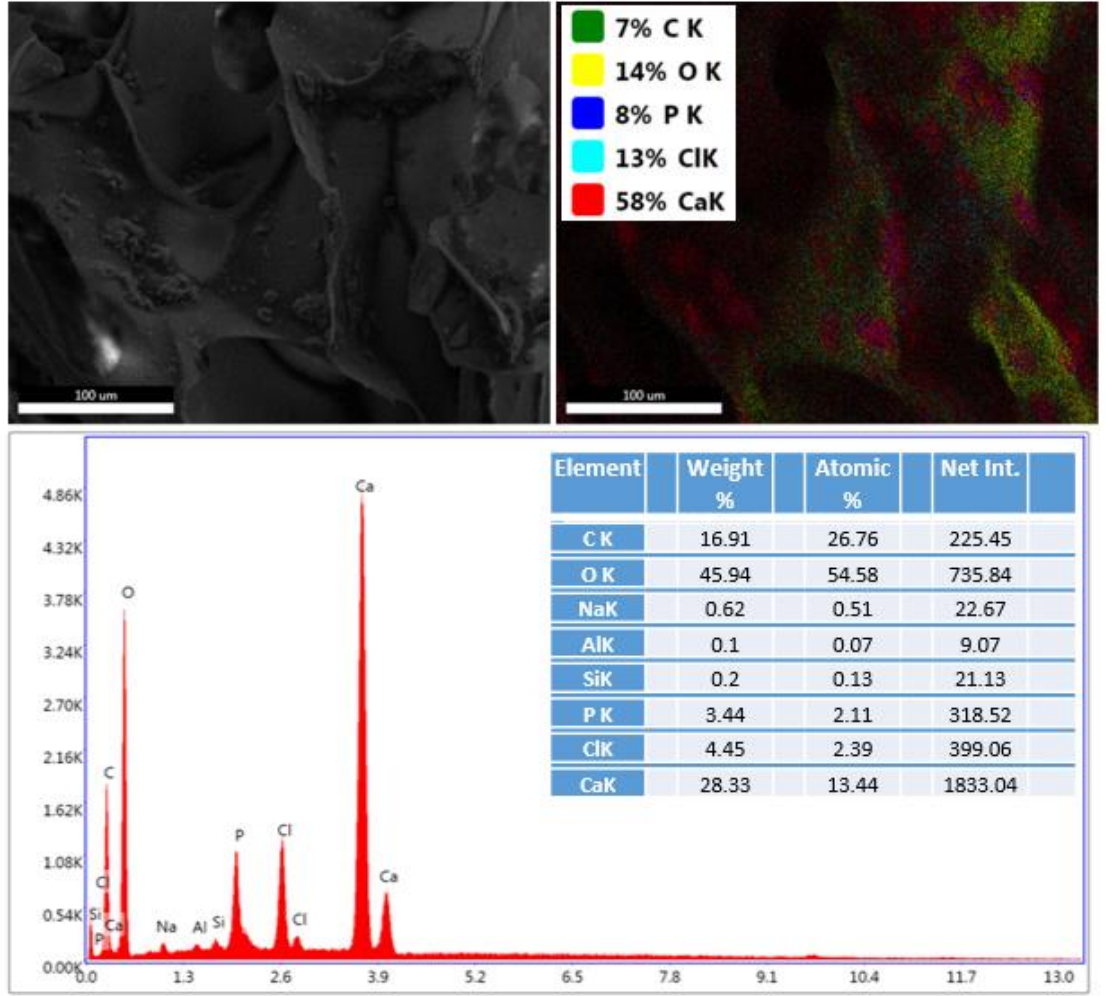 7% C K
14% O K
8% P K
13% ClK
58% CaK
100 um
100 um
Element Weight % Atomic % Net Int.
C K 16.91 26.76 225.45
O K 45.94 54.58 735.84
NaK 0.62 0.51 22.67
AlK 0.1 0.07 9.07
SiK 0.2 0.13 21.13
P K 3.44 2.11 318.52
ClK 4.45 2.39 399.06
CaK 28.33 13.44 1833.04
4.86K
4.32K
3.78K
3.24K
2.70K
2.16K
1.62K
1.08K
0.54K
0.00K
Si
P
Cl
C
Ca
O
Na
Al
Si
P
Cl
Cl
Ca
Ca
0.0 1.3 2.6 3.9 5.2 6.5 7.8 9.1 10.4 11.7 13.0